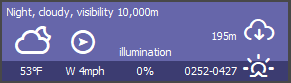 Night, cloudy, visibility 10,000m
195m
illumination
53°F W 4mph 0% 0252-0427